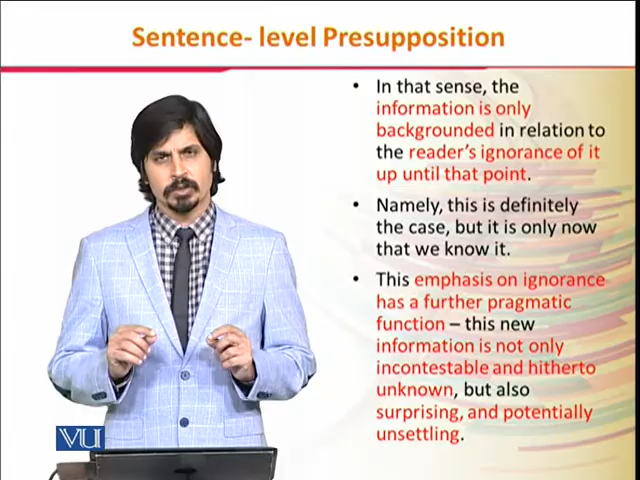 Sentence- level Presupposition
• In that sense, the
information is only
backgrounded in relation to
the reader's ignorance of it
up until that point.
• Namely, this is definitely
the case, but it is only now
that we know it.
• This emphasis on ignorance
has a further pragmatic
function – this new
information is not only
incontestable and hitherto
unknown, but also
surprising, and potentially
unsettling.
VU